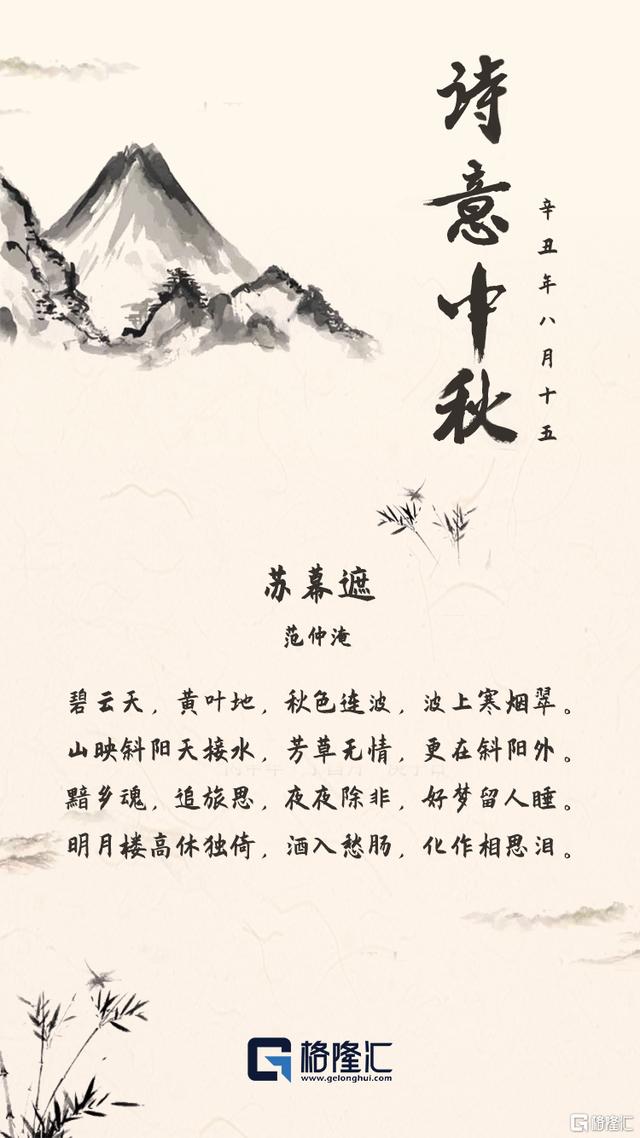 诗意中秋
辛丑年八月十五
苏幕遮
范仲淹
碧云天，黄叶地，秋色连波，波上寒烟翠。
山映斜阳天接水，芳草无情，更在斜阳外。
黯乡魂，追旅思，夜夜除非，好梦留人睡。
明月楼高休独倚，酒入愁肠，化作相思泪。
格隆汇
www.gelonghui.com
格隆汇